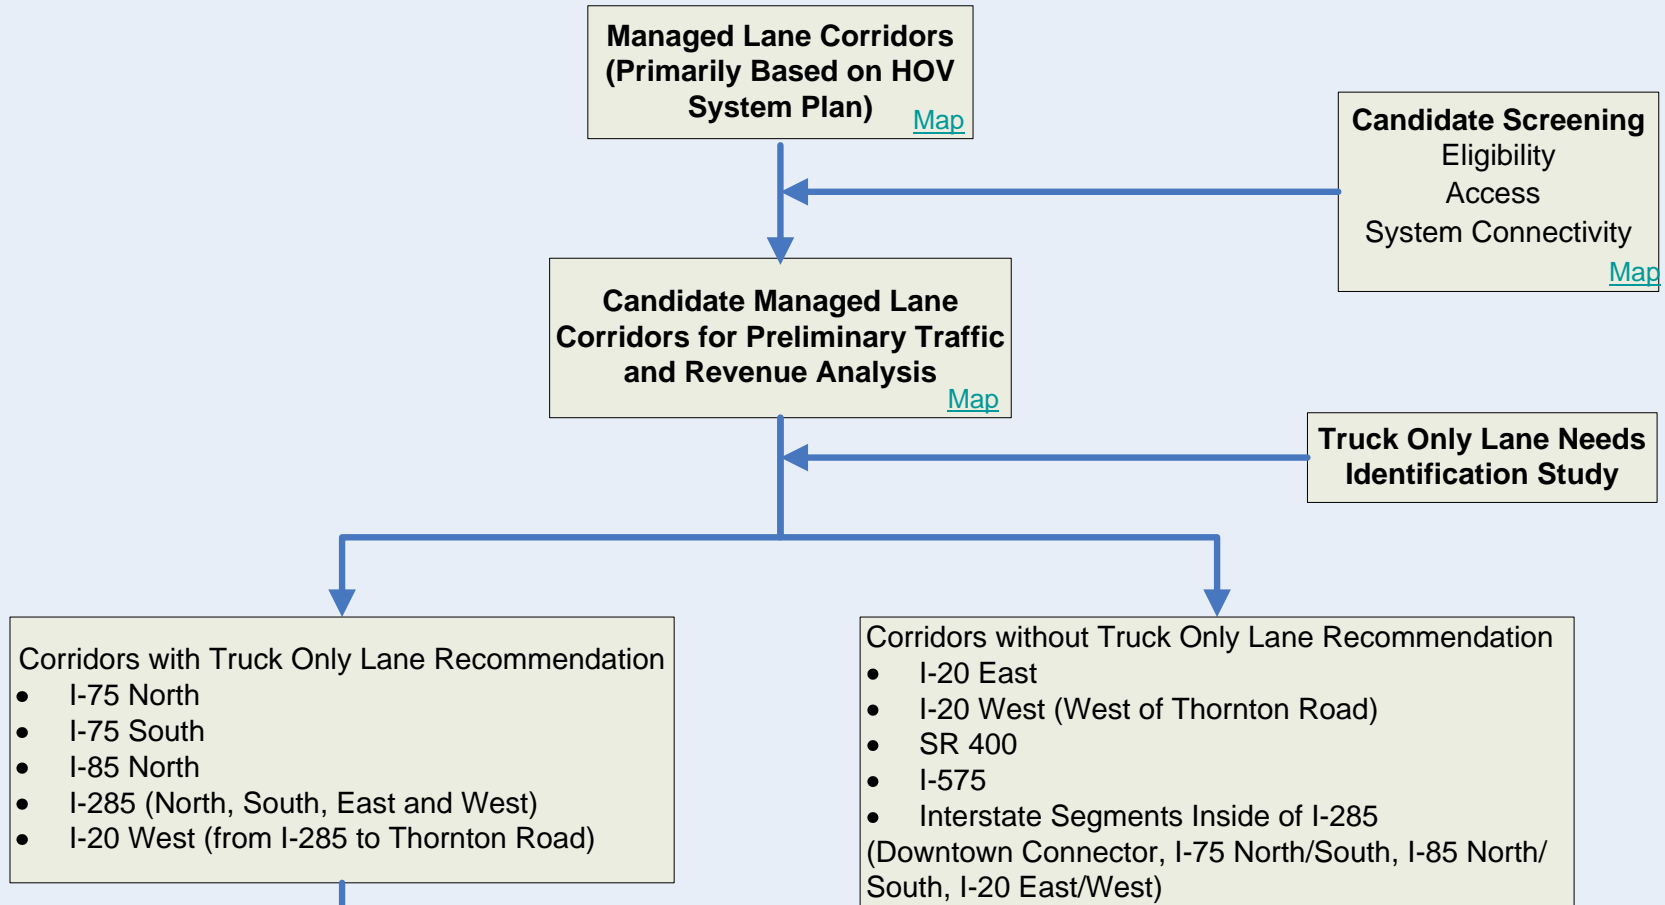 Managed Lane Corridors
(Primarily Based on HOV
System Plan)
Map
Candidate Screening
Eligibility
Access
System Connectivity
Map
Candidate Managed Lane
Corridors for Preliminary Traffic
and Revenue Analysis
Map
Truck Only Lane Needs
Identification Study
Corridors with Truck Only Lane Recommendation
• I-75 North
• I-75 South
• I-85 North
• I-285 (North, South, East and West)
• I-20 West (from I-285 to Thornton Road)
Corridors without Truck Only Lane Recommendation
• I-20 East
• I-20 West (West of Thornton Road)
• SR 400
• I-575
• Interstate Segments Inside of I-285
(Downtown Connector, I-75 North/South, I-85 North/
South, I-20 East/West)